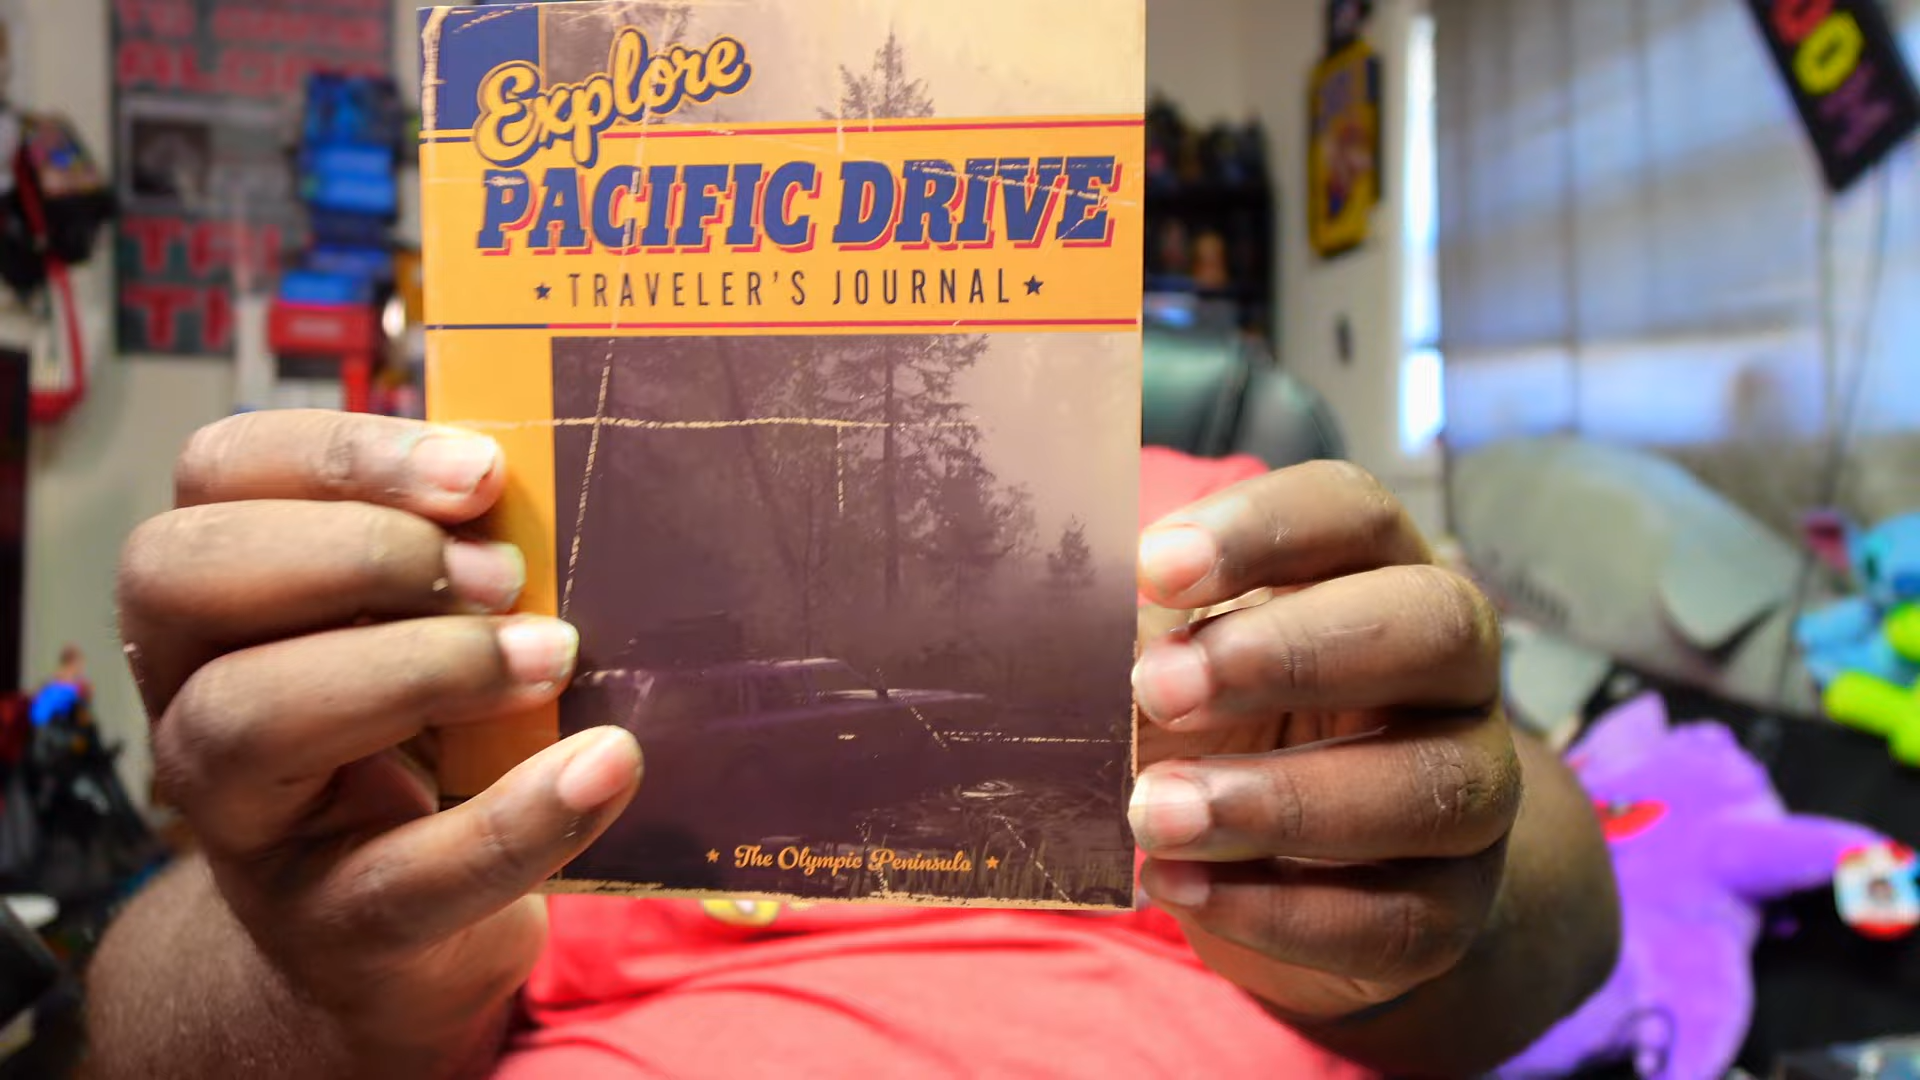 Explore
PACIFIC DRIVE
★ TRAVELER'S JOURNAL ★
★ The Olympic Peninsula ★